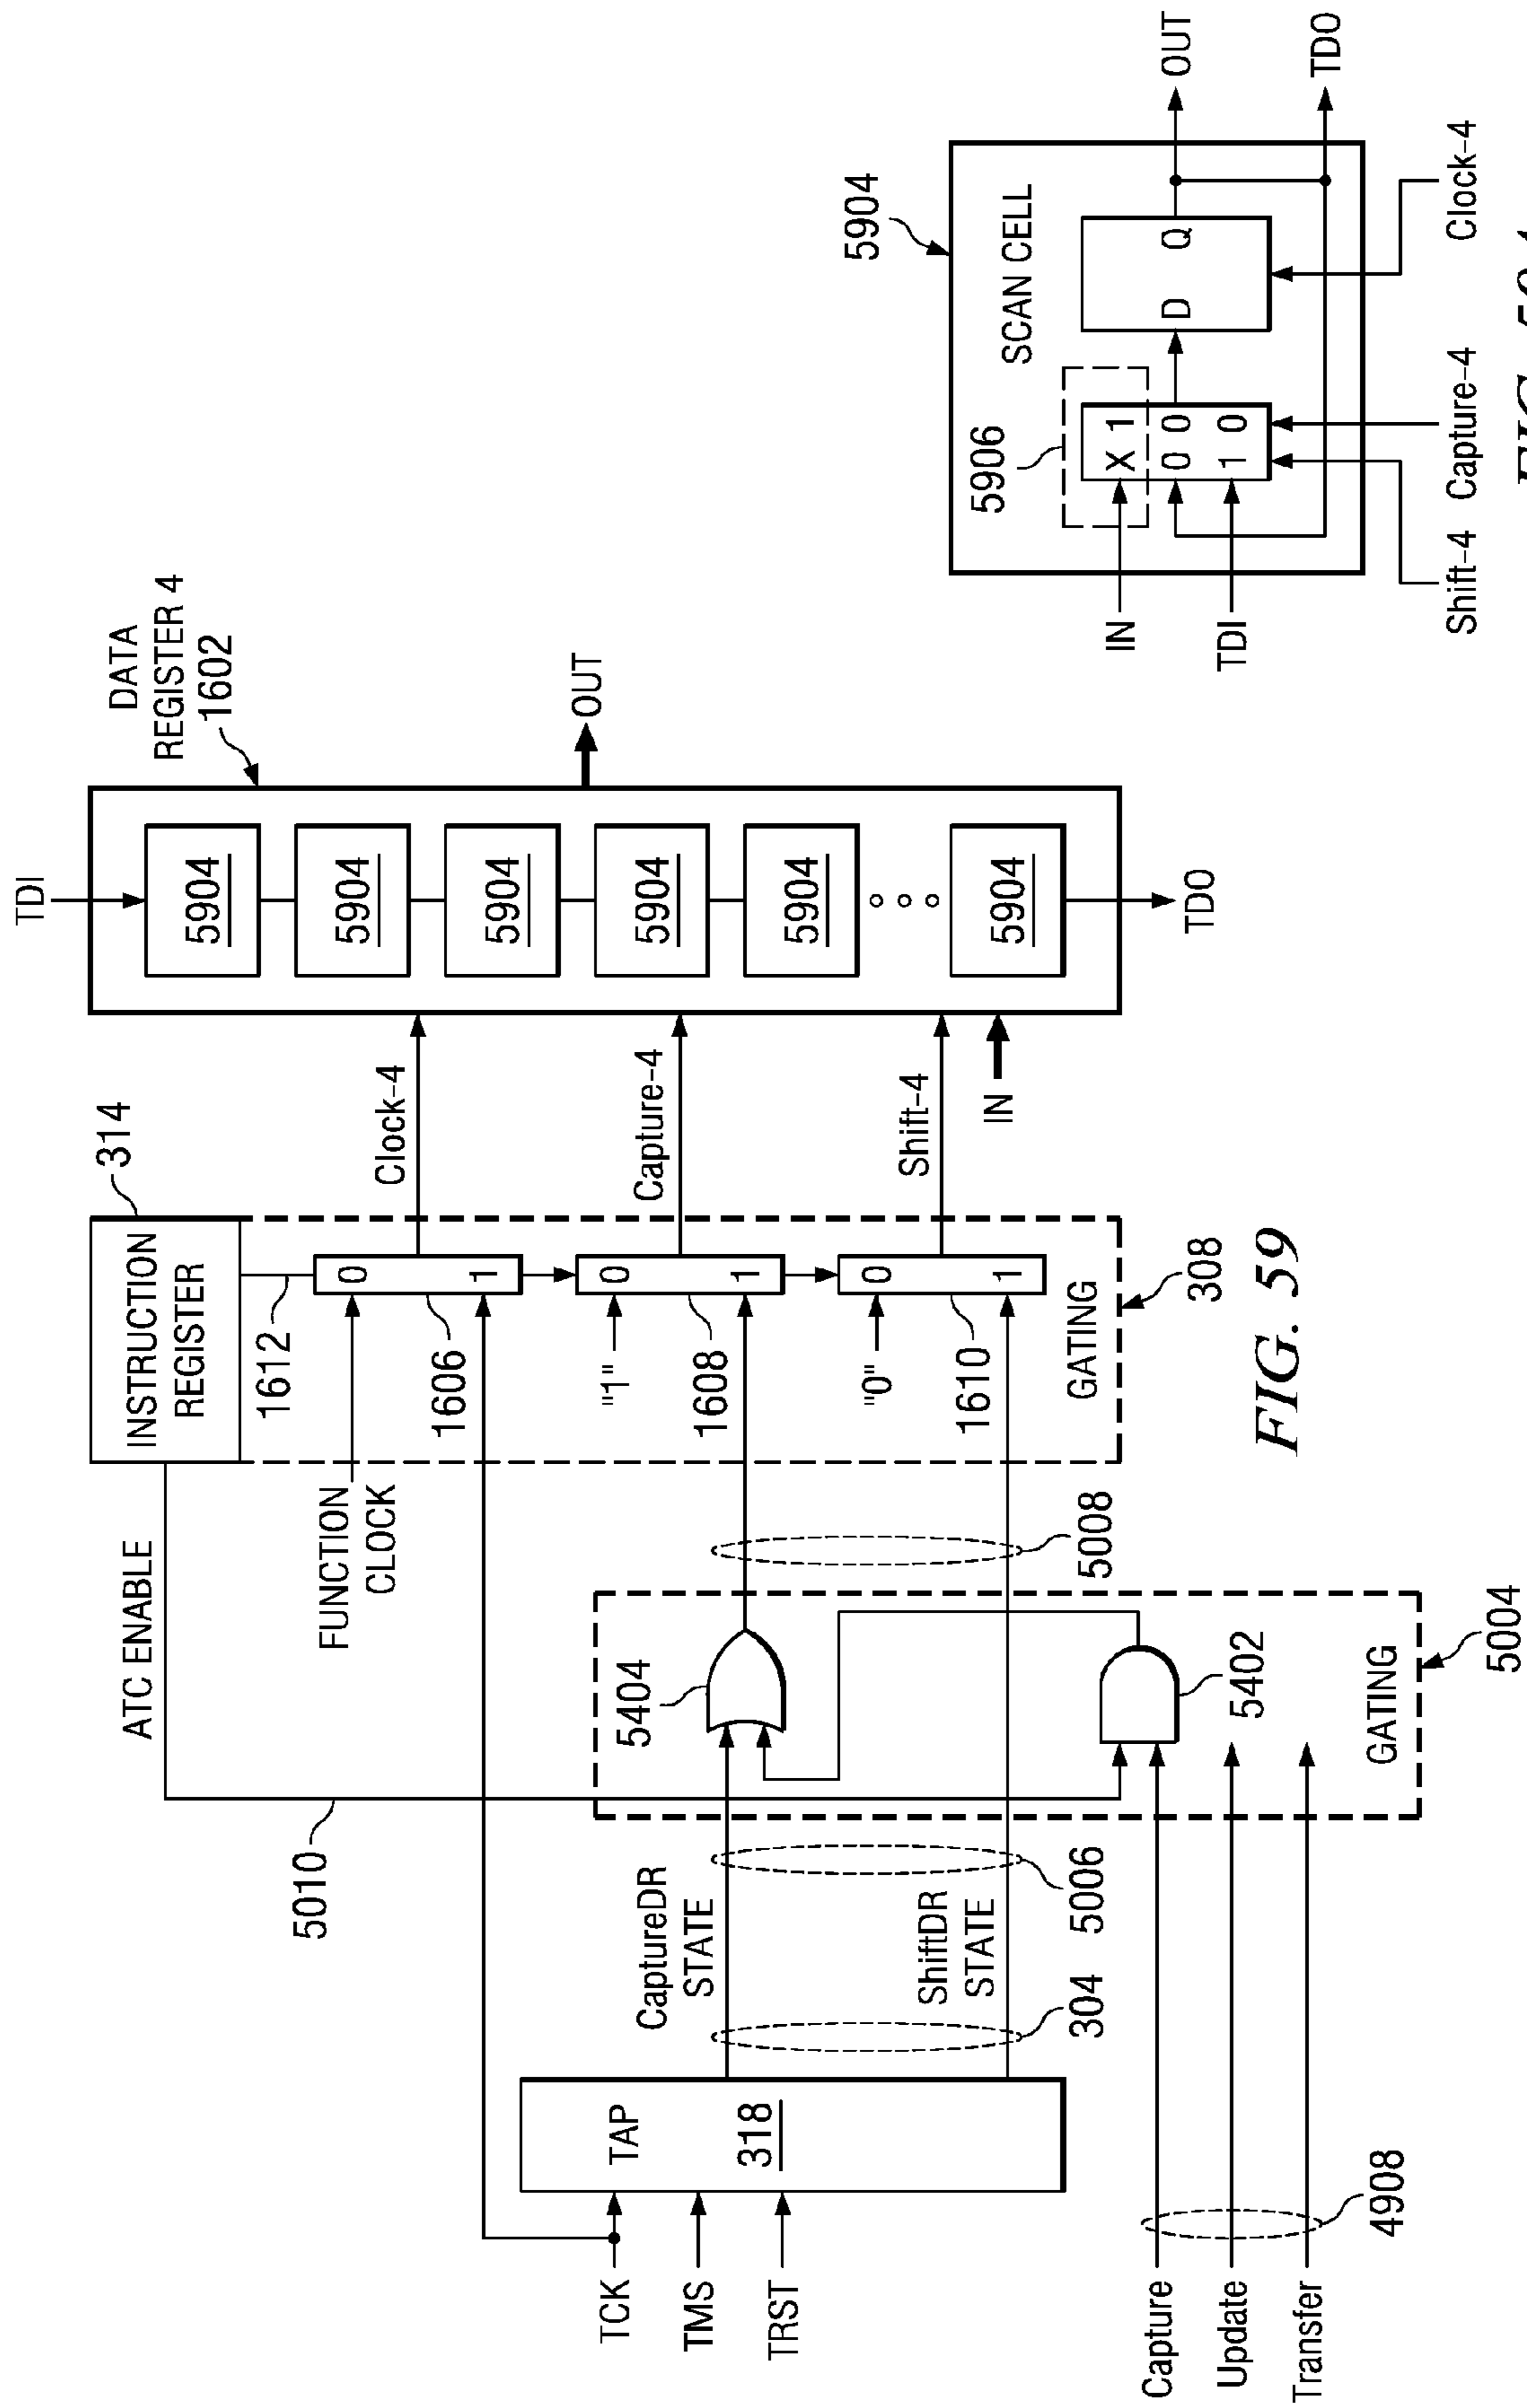 TCK
TMS
TRST
Capture
Update
Transfer
4908
TAP
318
CaptureDR
STATE
ShiftDR
STATE
304
5006
5010
ATC ENABLE
5404
5402
GATING
5004
5008
FUNCTION
CLOCK
INSTRUCTION
REGISTER
314
1612
0
1
1606
"1"
0
1
1608
"0"
0
1
1610
GATING
308
Clock-4
Capture-4
Shift-4
IN
TDI
5904
5904
5904
5904
5904
5904
TDO
DATA
REGISTER 4
1602
OUT
FIG. 59
5904
SCAN CELL
5906
IN
TDI
X 1
0 0
1 0
D Q
OUT
TDO
Shift-4
Capture-4
Clock-4